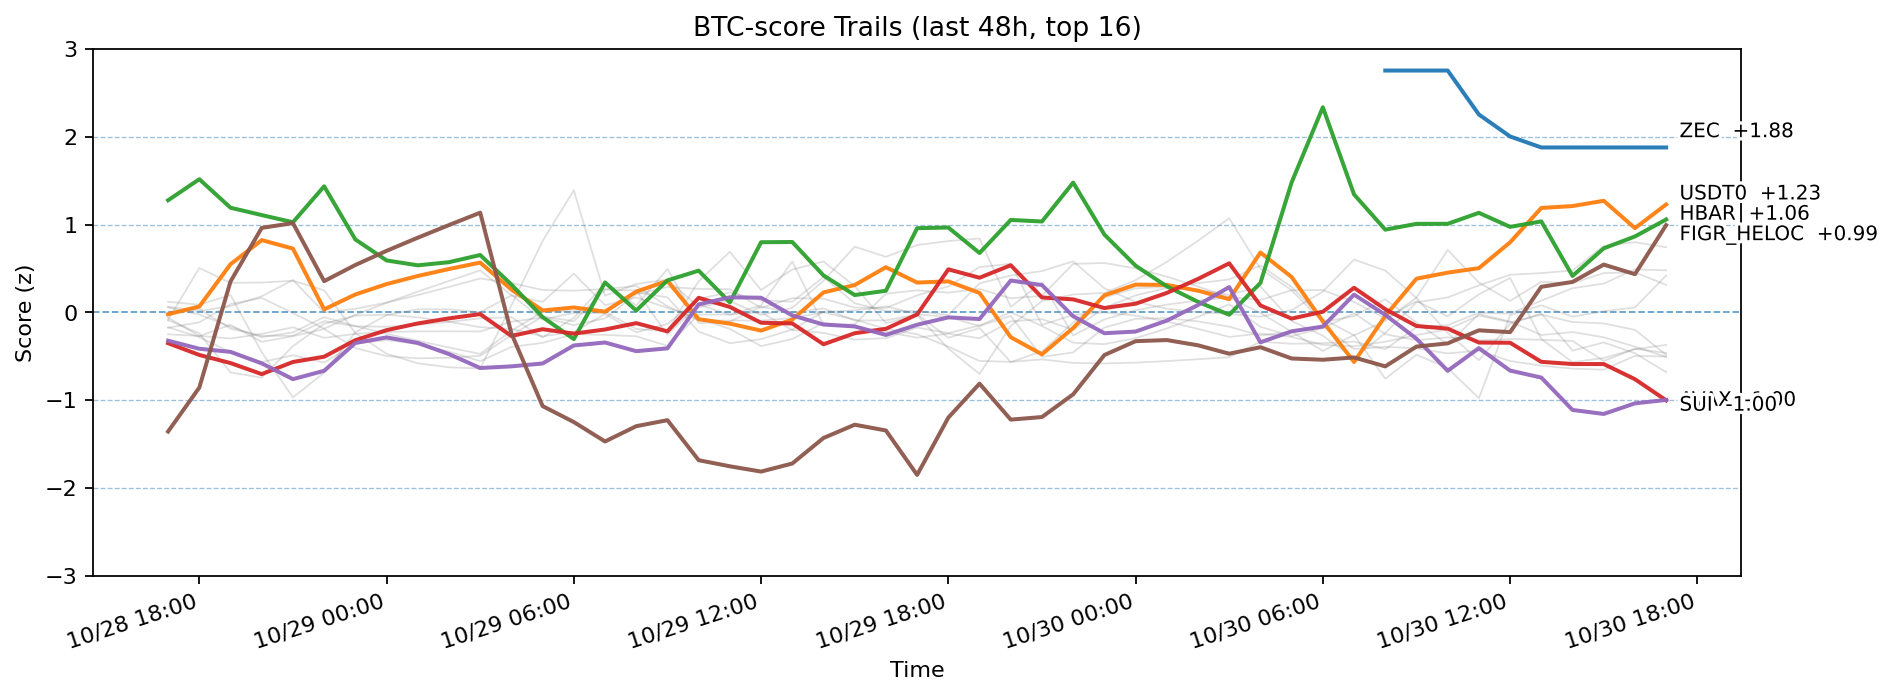 BTC-score Trails (last 48h, top 16)
Score (z)
3
2
1
0
−1
−2
−3
ZEC +1.88
USDT0 +1.23
HBAR +1.06
FIGR_HELOC +0.99
SUI -1.00
10/28 18:00
10/29 00:00
10/29 06:00
10/29 12:00
10/29 18:00
10/30 00:00
10/30 06:00
10/30 12:00
10/30 18:00
Time